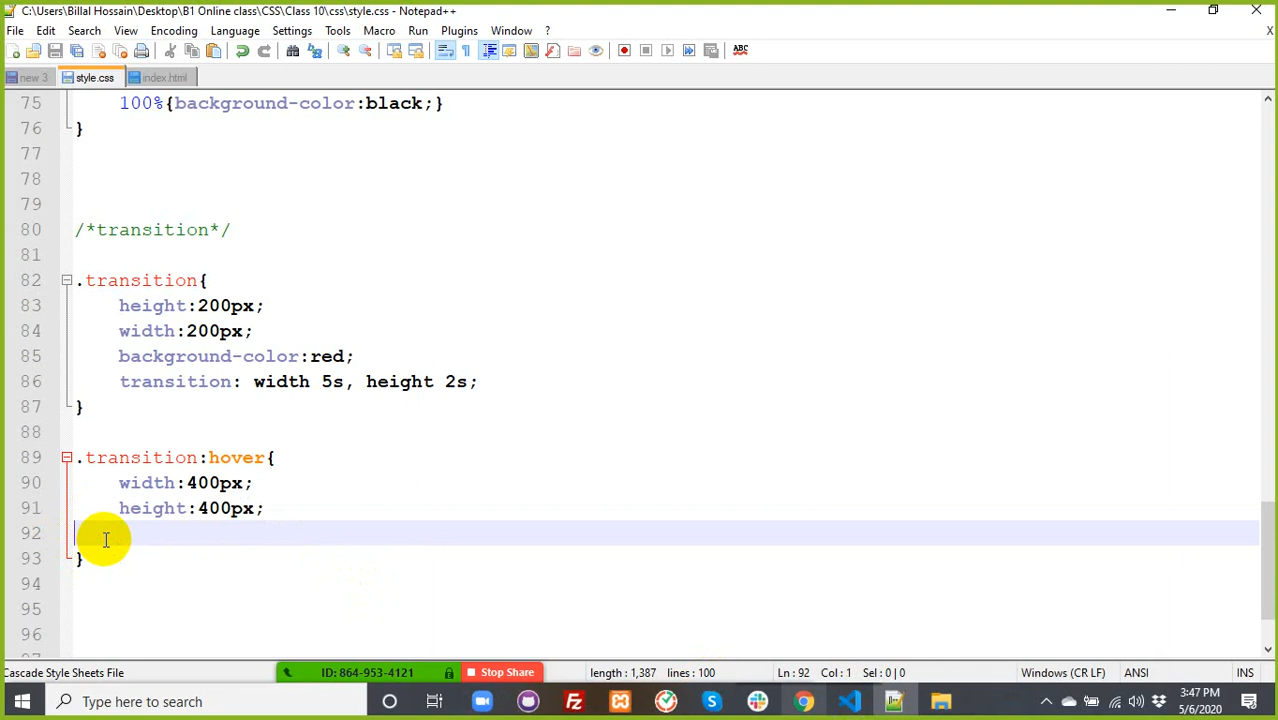 C:\Users\Billal Hossain\Desktop\B1 Online class\CSS\Class 10\css\style.css - Notepad++
File Edit Search View Encoding Language Settings Tools Macro Run Plugins Window ? X
ABC
new 3 style.css index.html
75 100%{background-color:black;}
76 }
77
78
79
80 /*transition*/
81
82 .transition{
83 height:200px;
84 width:200px;
85 background-color:red;
86 transition: width 5s, height 2s;
87 }
88
89 .transition:hover{
90 width:400px;
91 height:400px;
92
93 }
94
95
96
97
Cascade Style Sheets File ID: 864-953-4121 Stop Share length : 1,387 lines : 100 Ln : 92 Col : 1 Sel : 0 | 0 Windows (CR LF) ANSI INS
Type here to search 3:47 PM
5/6/2020